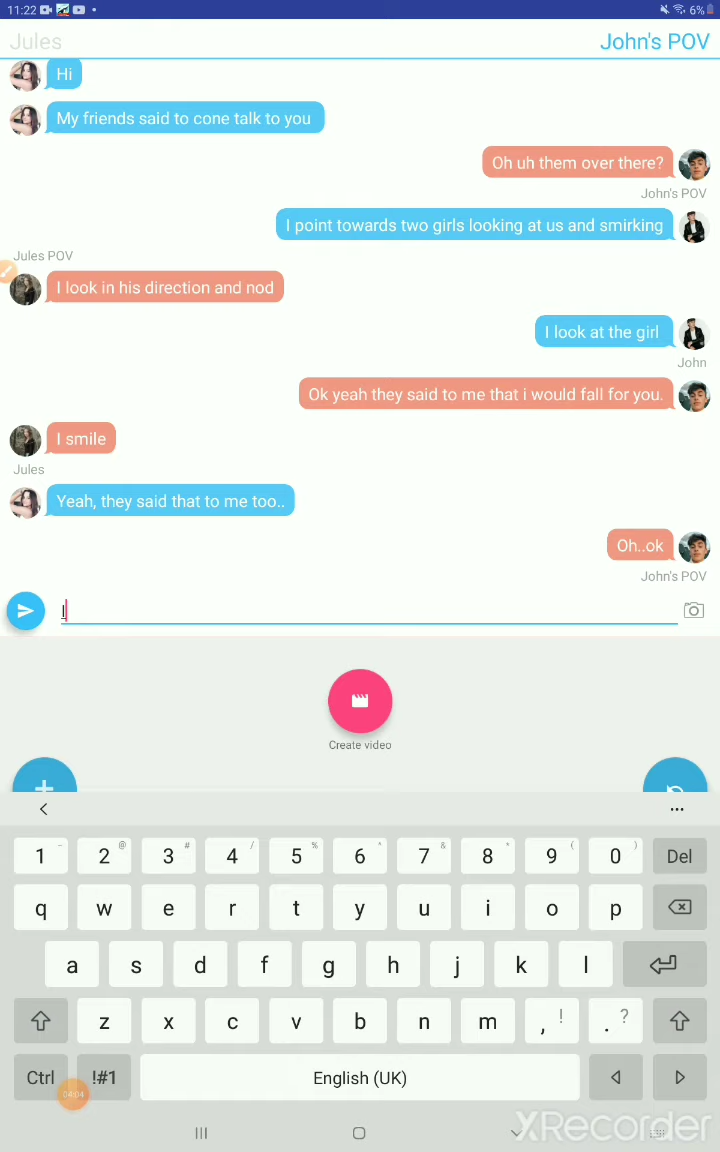 11:22
6%
Jules
John's POV
Hi
My friends said to cone talk to you
Oh uh them over there?
John's POV
I point towards two girls looking at us and smirking
Jules POV
I look in his direction and nod
I look at the girl
John
Ok yeah they said to me that i would fall for you.
I smile
Jules
Yeah, they said that to me too..
Oh..ok
John's POV
I
Create video
1 2 @ 3 # 4 / 5 % 6 ^ 7 & 8 * 9 ( 0 ) Del
q w e r t y u i o p
a s d f g h j k l
z x c v b n m , ! . ?
Ctrl !#1 English (UK)
04:04
XRecorder